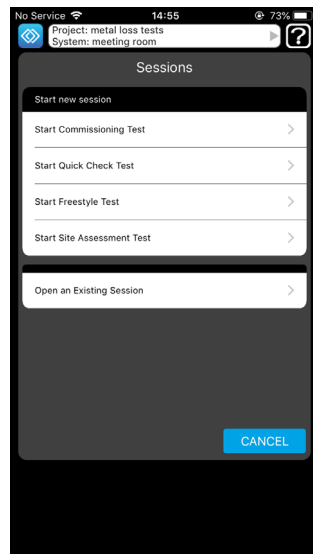 No Service 14:55 73%
Project: metal loss tests
System: meeting room
?
Sessions
Start new session
Start Commissioning Test
Start Quick Check Test
Start Freestyle Test
Start Site Assessment Test
Open an Existing Session
CANCEL